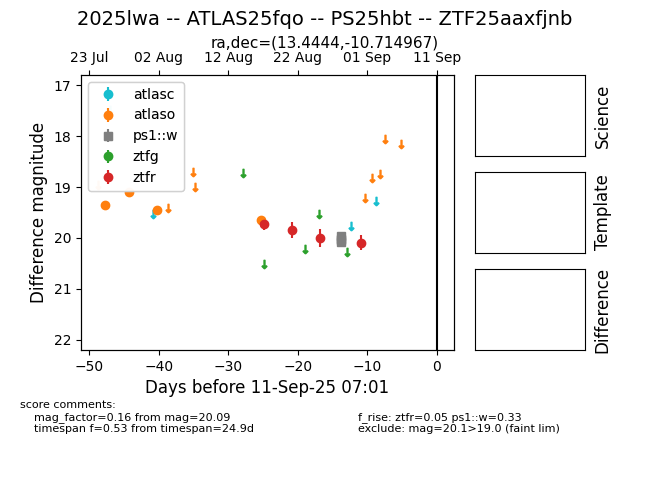 2025lwa -- ATLAS25fqo -- PS25hbt -- ZTF25aaxfjnb
ra,dec=(13.4444,-10.714967)
23 Jul 02 Aug 12 Aug 22 Aug 01 Sep 11 Sep
atlasc
atlaso
ps1::w
ztfg
ztfr
17
18
19
20
21
22
Difference magnitude
−50 −40 −30 −20 −10 0
Days before 11-Sep-25 07:01
Science
Template
Difference
score comments:
mag_factor=0.16 from mag=20.09
timespan f=0.53 from timespan=24.9d
f_rise: ztfr=0.05 ps1::w=0.33
exclude: mag=20.1>19.0 (faint lim)